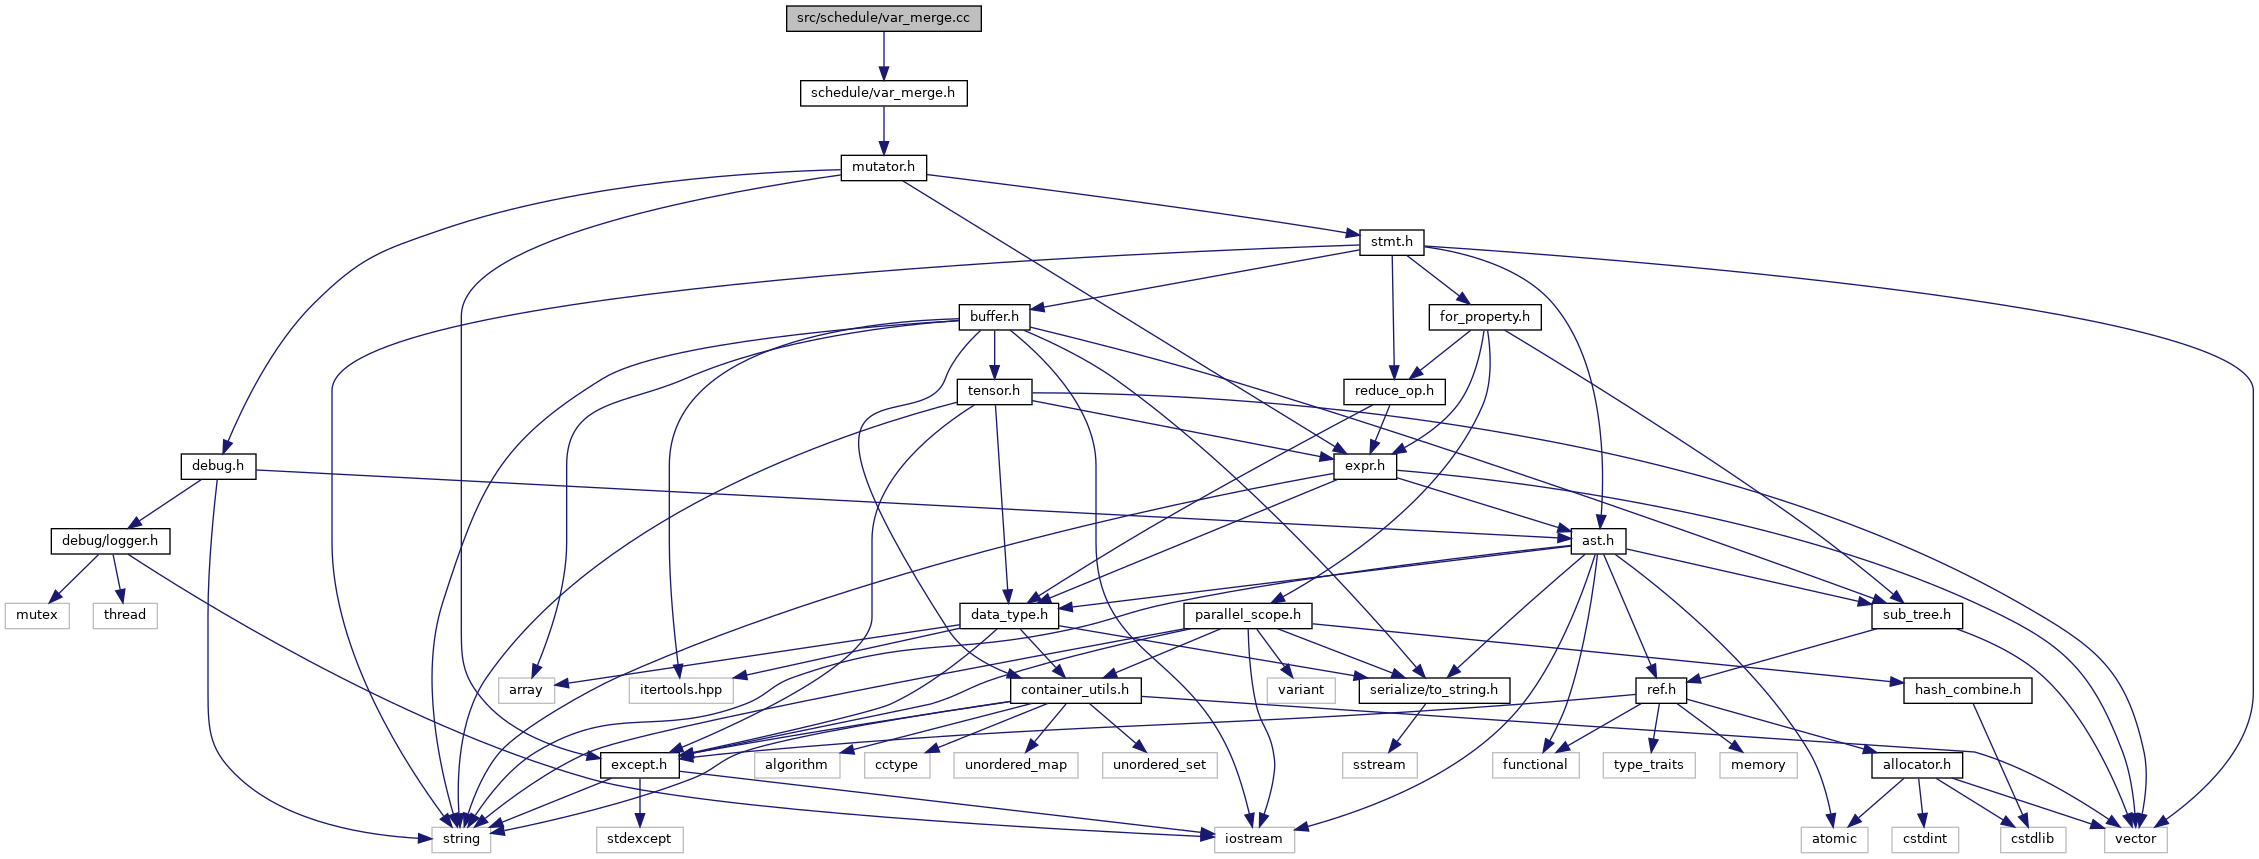 src/schedule/var_merge.cc
schedule/var_merge.h
mutator.h
stmt.h
buffer.h
for_property.h
tensor.h
reduce_op.h
debug.h
expr.h
debug/logger.h
ast.h
mutex
thread
data_type.h
parallel_scope.h
sub_tree.h
array
itertools.hpp
container_utils.h
variant
serialize/to_string.h
ref.h
hash_combine.h
except.h
algorithm
cctype
unordered_map
unordered_set
sstream
functional
type_traits
memory
allocator.h
string
stdexcept
iostream
atomic
cstdint
cstdlib
vector